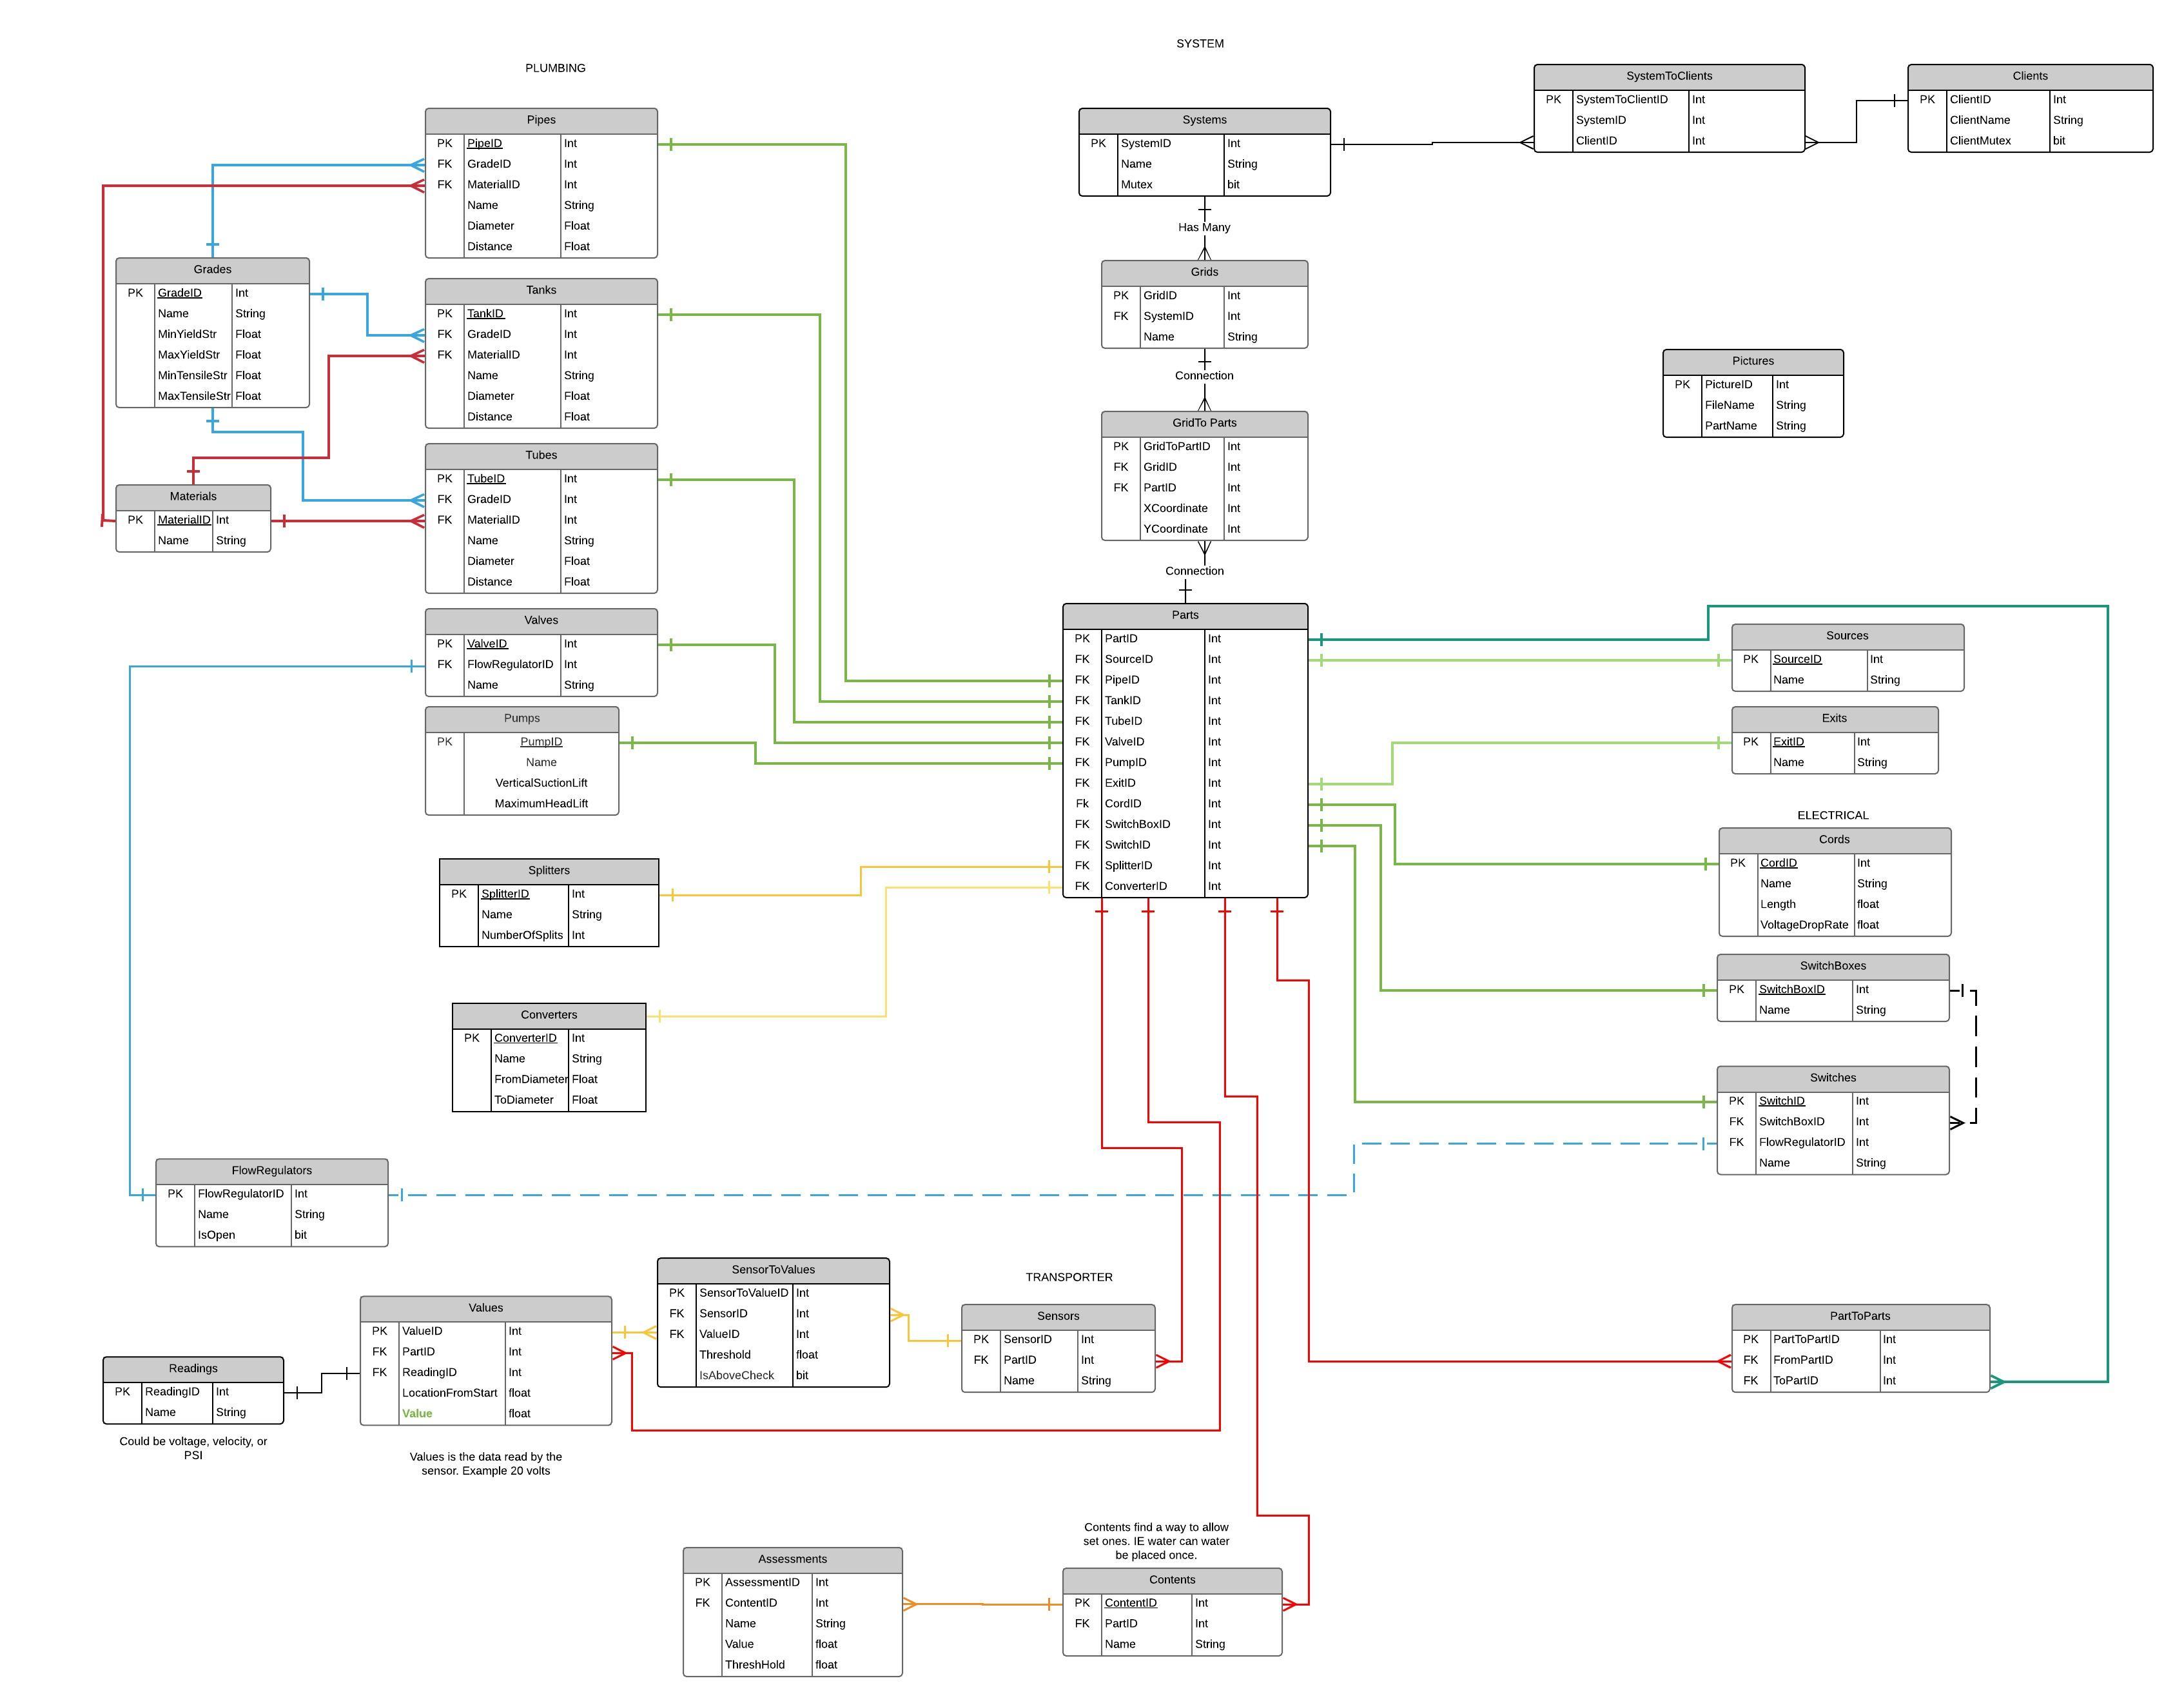 SYSTEM
PLUMBING
SystemToClients
PK SystemToClientID Int
SystemID Int
ClientID Int
Clients
PK ClientID Int
ClientName String
ClientMutex bit
Pipes
PK PipeID Int
FK GradeID Int
FK MaterialID Int
Name String
Diameter Float
Distance Float
Systems
PK SystemID Int
Name String
Mutex bit
Has Many
Grades
PK GradeID Int
Name String
MinYieldStr Float
MaxYieldStr Float
MinTensileStr Float
MaxTensileStr Float
Tanks
PK TankID Int
FK GradeID Int
FK MaterialID Int
Name String
Diameter Float
Distance Float
Grids
PK GridID Int
FK SystemID Int
Name String
Connection
Pictures
PK PictureID Int
FileName String
PartName String
GridTo Parts
PK GridToPartID Int
FK GridID Int
FK PartID Int
XCoordinate Int
YCoordinate Int
Connection
Materials
PK MaterialID Int
Name String
Tubes
PK TubeID Int
FK GradeID Int
FK MaterialID Int
Name String
Diameter Float
Distance Float
Valves
PK ValveID Int
FK FlowRegulatorID Int
Name String
Pumps
PK PumpID
Name
VerticalSuctionLift
MaximumHeadLift
Parts
PK PartID Int
FK SourceID Int
FK PipeID Int
FK TankID Int
FK TubeID Int
FK ValveID Int
FK PumpID Int
FK ExitID Int
Fk CordID Int
FK SwitchBoxID Int
FK SwitchID Int
FK SplitterID Int
FK ConverterID Int
Sources
PK SourceID Int
Name String
Exits
PK ExitID Int
Name String
ELECTRICAL
Cords
PK CordID Int
Name String
Length float
VoltageDropRate float
Splitters
PK SplitterID Int
Name String
NumberOfSplits Int
SwitchBoxes
PK SwitchBoxID Int
Name String
Converters
PK ConverterID Int
Name String
FromDiameter Float
ToDiameter Float
Switches
PK SwitchID Int
FK SwitchBoxID Int
FK FlowRegulatorID Int
Name String
FlowRegulators
PK FlowRegulatorID Int
Name String
IsOpen bit
SensorToValues
PK SensorToValueID Int
FK SensorID Int
FK ValueID Int
Threshold float
IsAboveCheck bit
TRANSPORTER
Sensors
PK SensorID Int
FK PartID Int
Name String
PartToParts
PK PartToPartID Int
FK FromPartID Int
FK ToPartID Int
Values
PK ValueID Int
FK PartID Int
FK ReadingID Int
LocationFromStart float
Value float
Readings
PK ReadingID Int
Name String
Could be voltage, velocity, or
PSI
Values is the data read by the
sensor. Example 20 volts
Contents find a way to allow
set ones. IE water can water
be placed once.
Assessments
PK AssessmentID Int
FK ContentID Int
Name String
Value float
ThreshHold float
Contents
PK ContentID Int
FK PartID Int
Name String